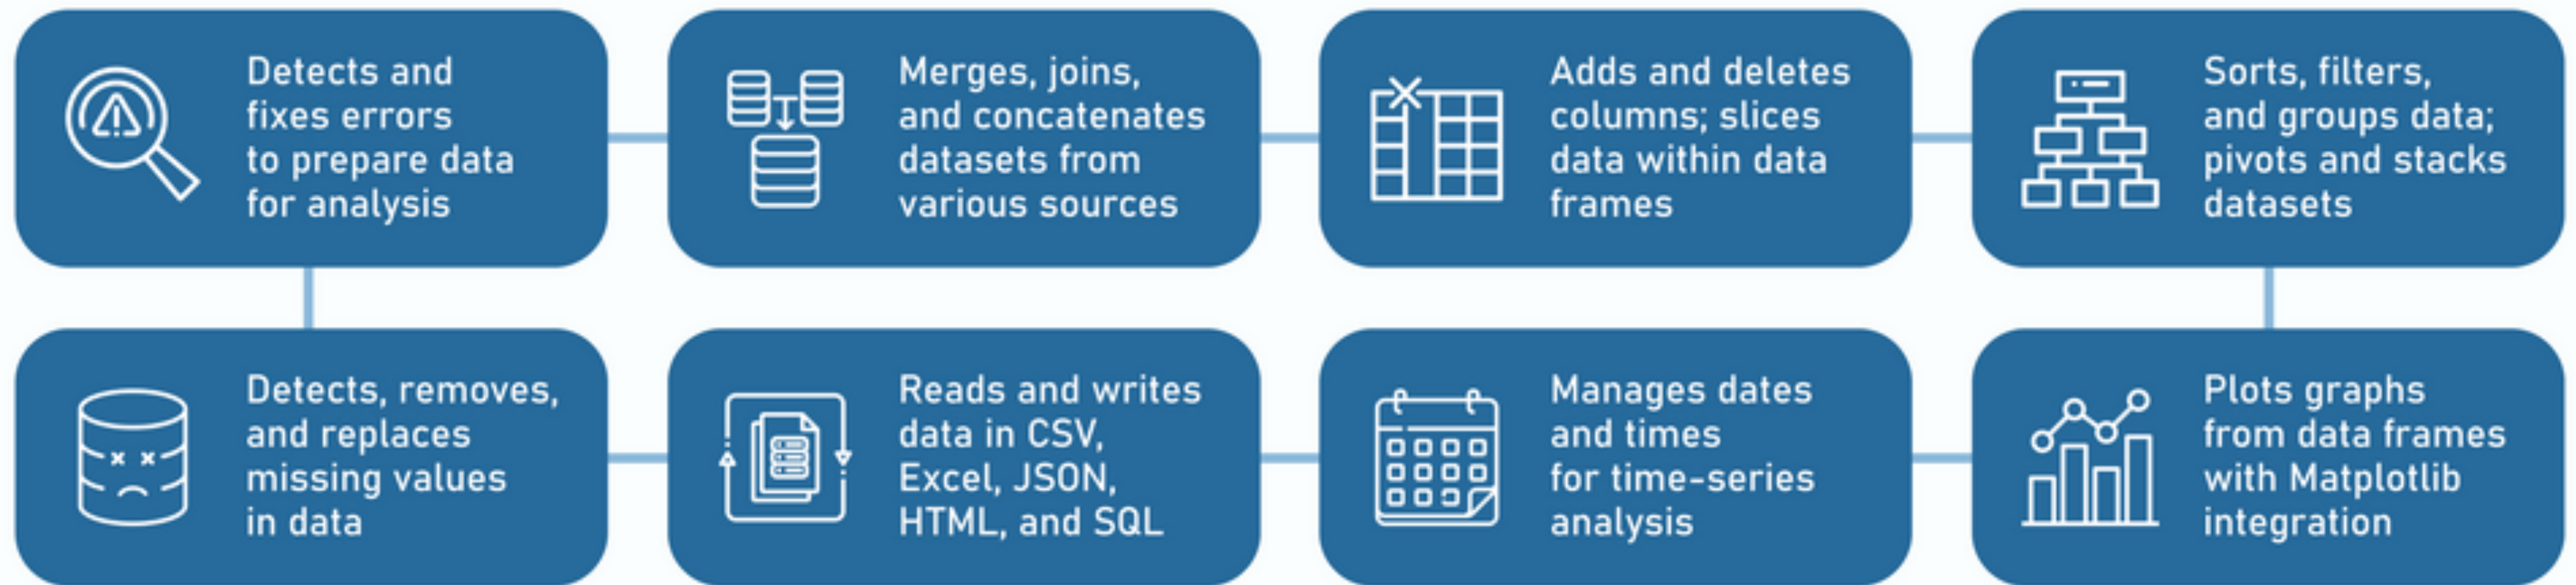 Detects and
fixes errors
to prepare data
for analysis
Merges, joins,
and concatenates
datasets from
various sources
Adds and deletes
columns; slices
data within data
frames
Sorts, filters,
and groups data;
pivots and stacks
datasets
Detects, removes,
and replaces
missing values
in data
Reads and writes
data in CSV,
Excel, JSON,
HTML, and SQL
Manages dates
and times
for time-series
analysis
Plots graphs
from data frames
with Matplotlib
integration